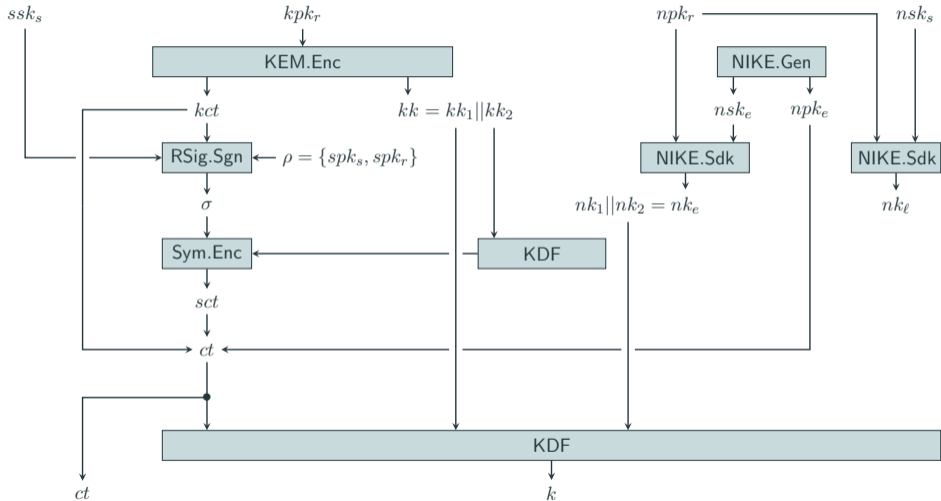 ssk_s kpk_r npk_r nsk_s
KEM.Enc NIKE.Gen
kct kk = kk_1||kk_2 nsk_e npk_e
RSig.Sgn ρ = {spk_s, spk_r} NIKE.Sdk NIKE.Sdk
σ nk_1||nk_2 = nk_e nk_ℓ
Sym.Enc KDF
sct
ct
KDF
ct k